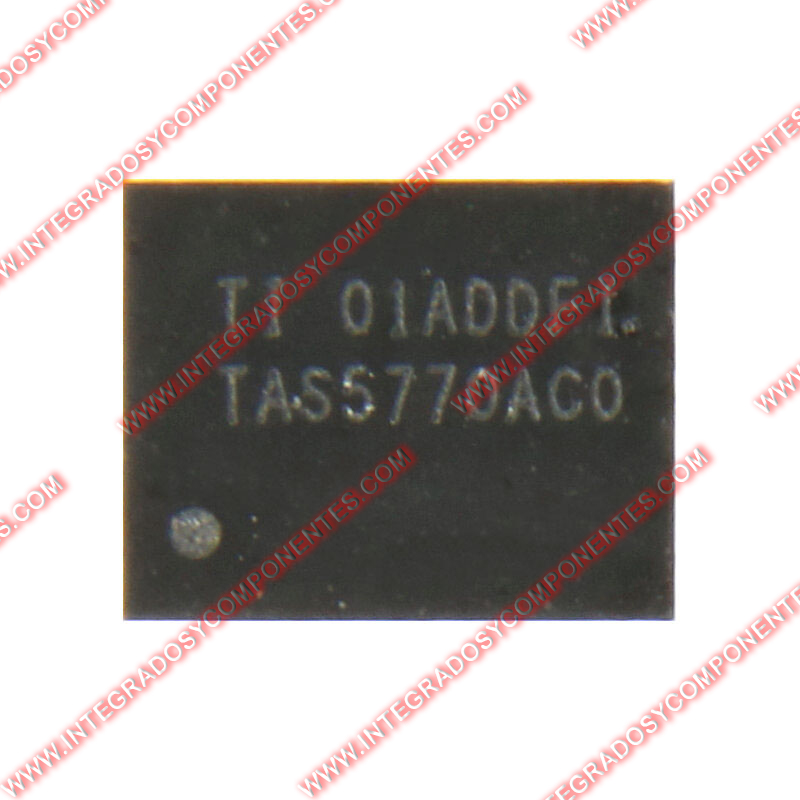 WWW.INTEGRADOSYCOMPONENTES.COM
TI 01ADDFI
TAS5770AC0